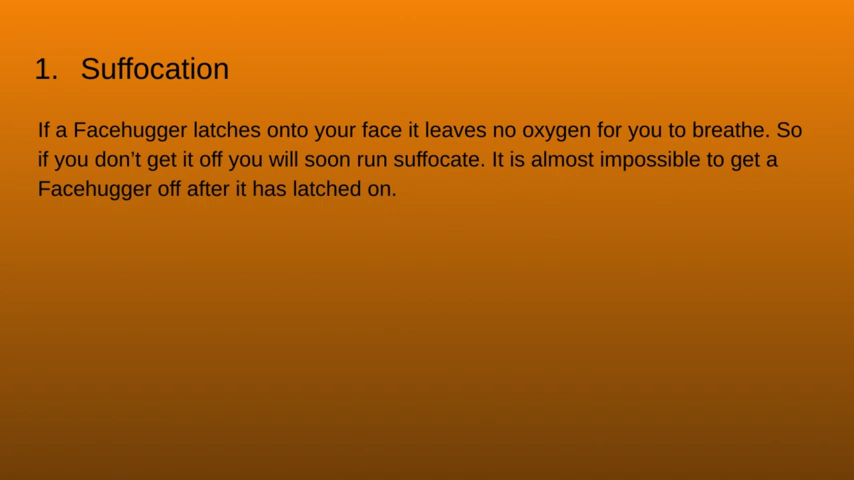 1. Suffocation
If a Facehugger latches onto your face it leaves no oxygen for you to breathe. So
if you don’t get it off you will soon run suffocate. It is almost impossible to get a
Facehugger off after it has latched on.